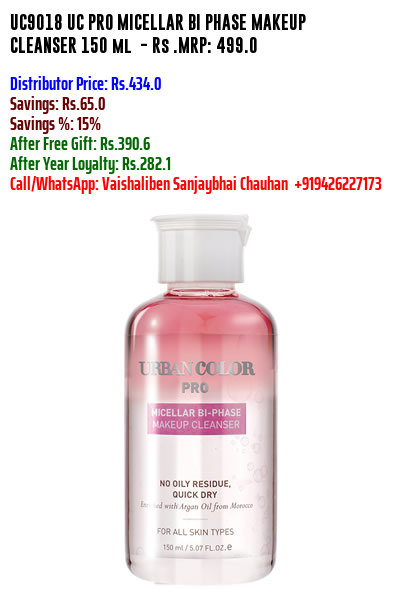 UC9018 UC PRO MICELLAR BI PHASE MAKEUP
CLEANSER 150 ML - RS .MRP: 499.0
Distributor Price: Rs.434.0
Savings: Rs.65.0
Savings %: 15%
After Free Gift: Rs.390.6
After Year Loyalty: Rs.282.1
Call/WhatsApp: Vaishaliben Sanjaybhai Chauhan +919426227173
URBAN COLOR
PRO
MICELLAR BI-PHASE
MAKEUP CLEANSER
NO OILY RESIDUE,
QUICK DRY
Enriched with Argan Oil from Morocco
FOR ALL SKIN TYPES
150 ml / 5.07 FL.OZ.e